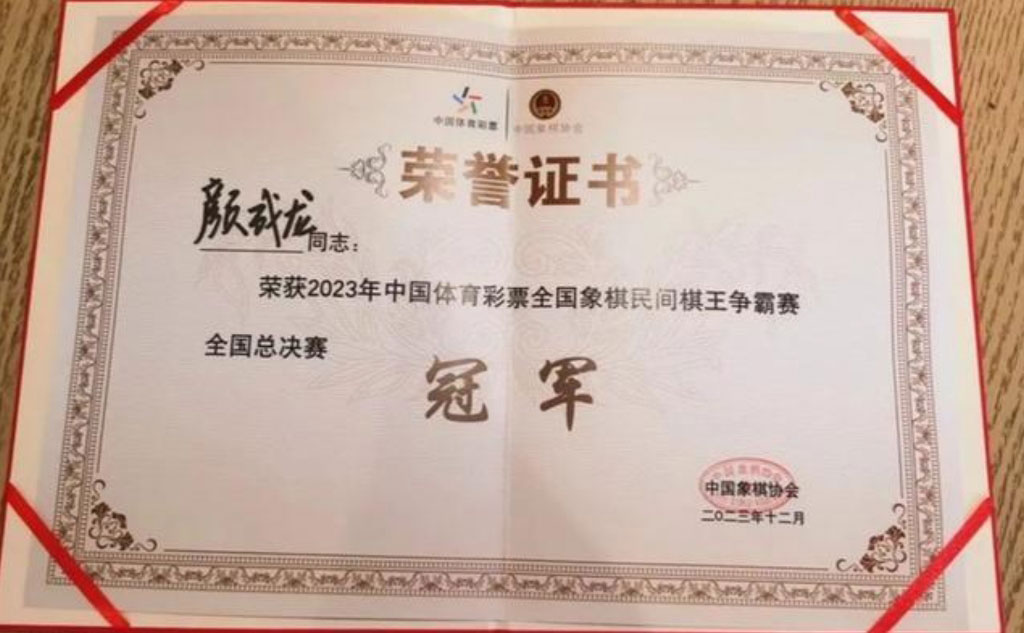 中国体育彩票 中国象棋协会
荣誉证书
颜成龙同志：
荣获2023年中国体育彩票全国象棋民间棋王争霸赛
全国总决赛
冠军
中国象棋协会
二〇二三年十二月